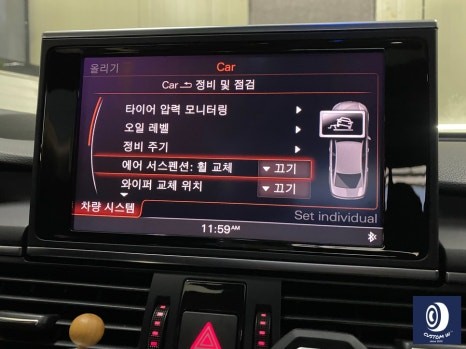 올리기
Car
Car 정비 및 점검
타이어 압력 모니터링
오일 레벨
정비 주기
에어 서스펜션: 휠 교체 끄기
와이퍼 교체 위치 끄기
차량 시스템
Set individual
11:59AM
CUSTOM